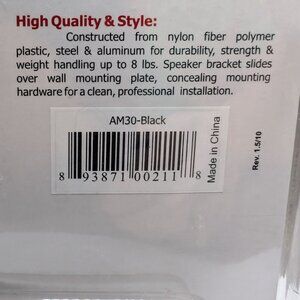 High Quality & Style:
Constructed from nylon fiber polymer
plastic, steel & aluminum for durability, strength &
weight handling up to 8 lbs. Speaker bracket slides
over wall mounting plate, concealing mounting
hardware for a clean, professional installation.
AM30-Black
8 93871 00211 8
Made in China
Rev. 1.5/10